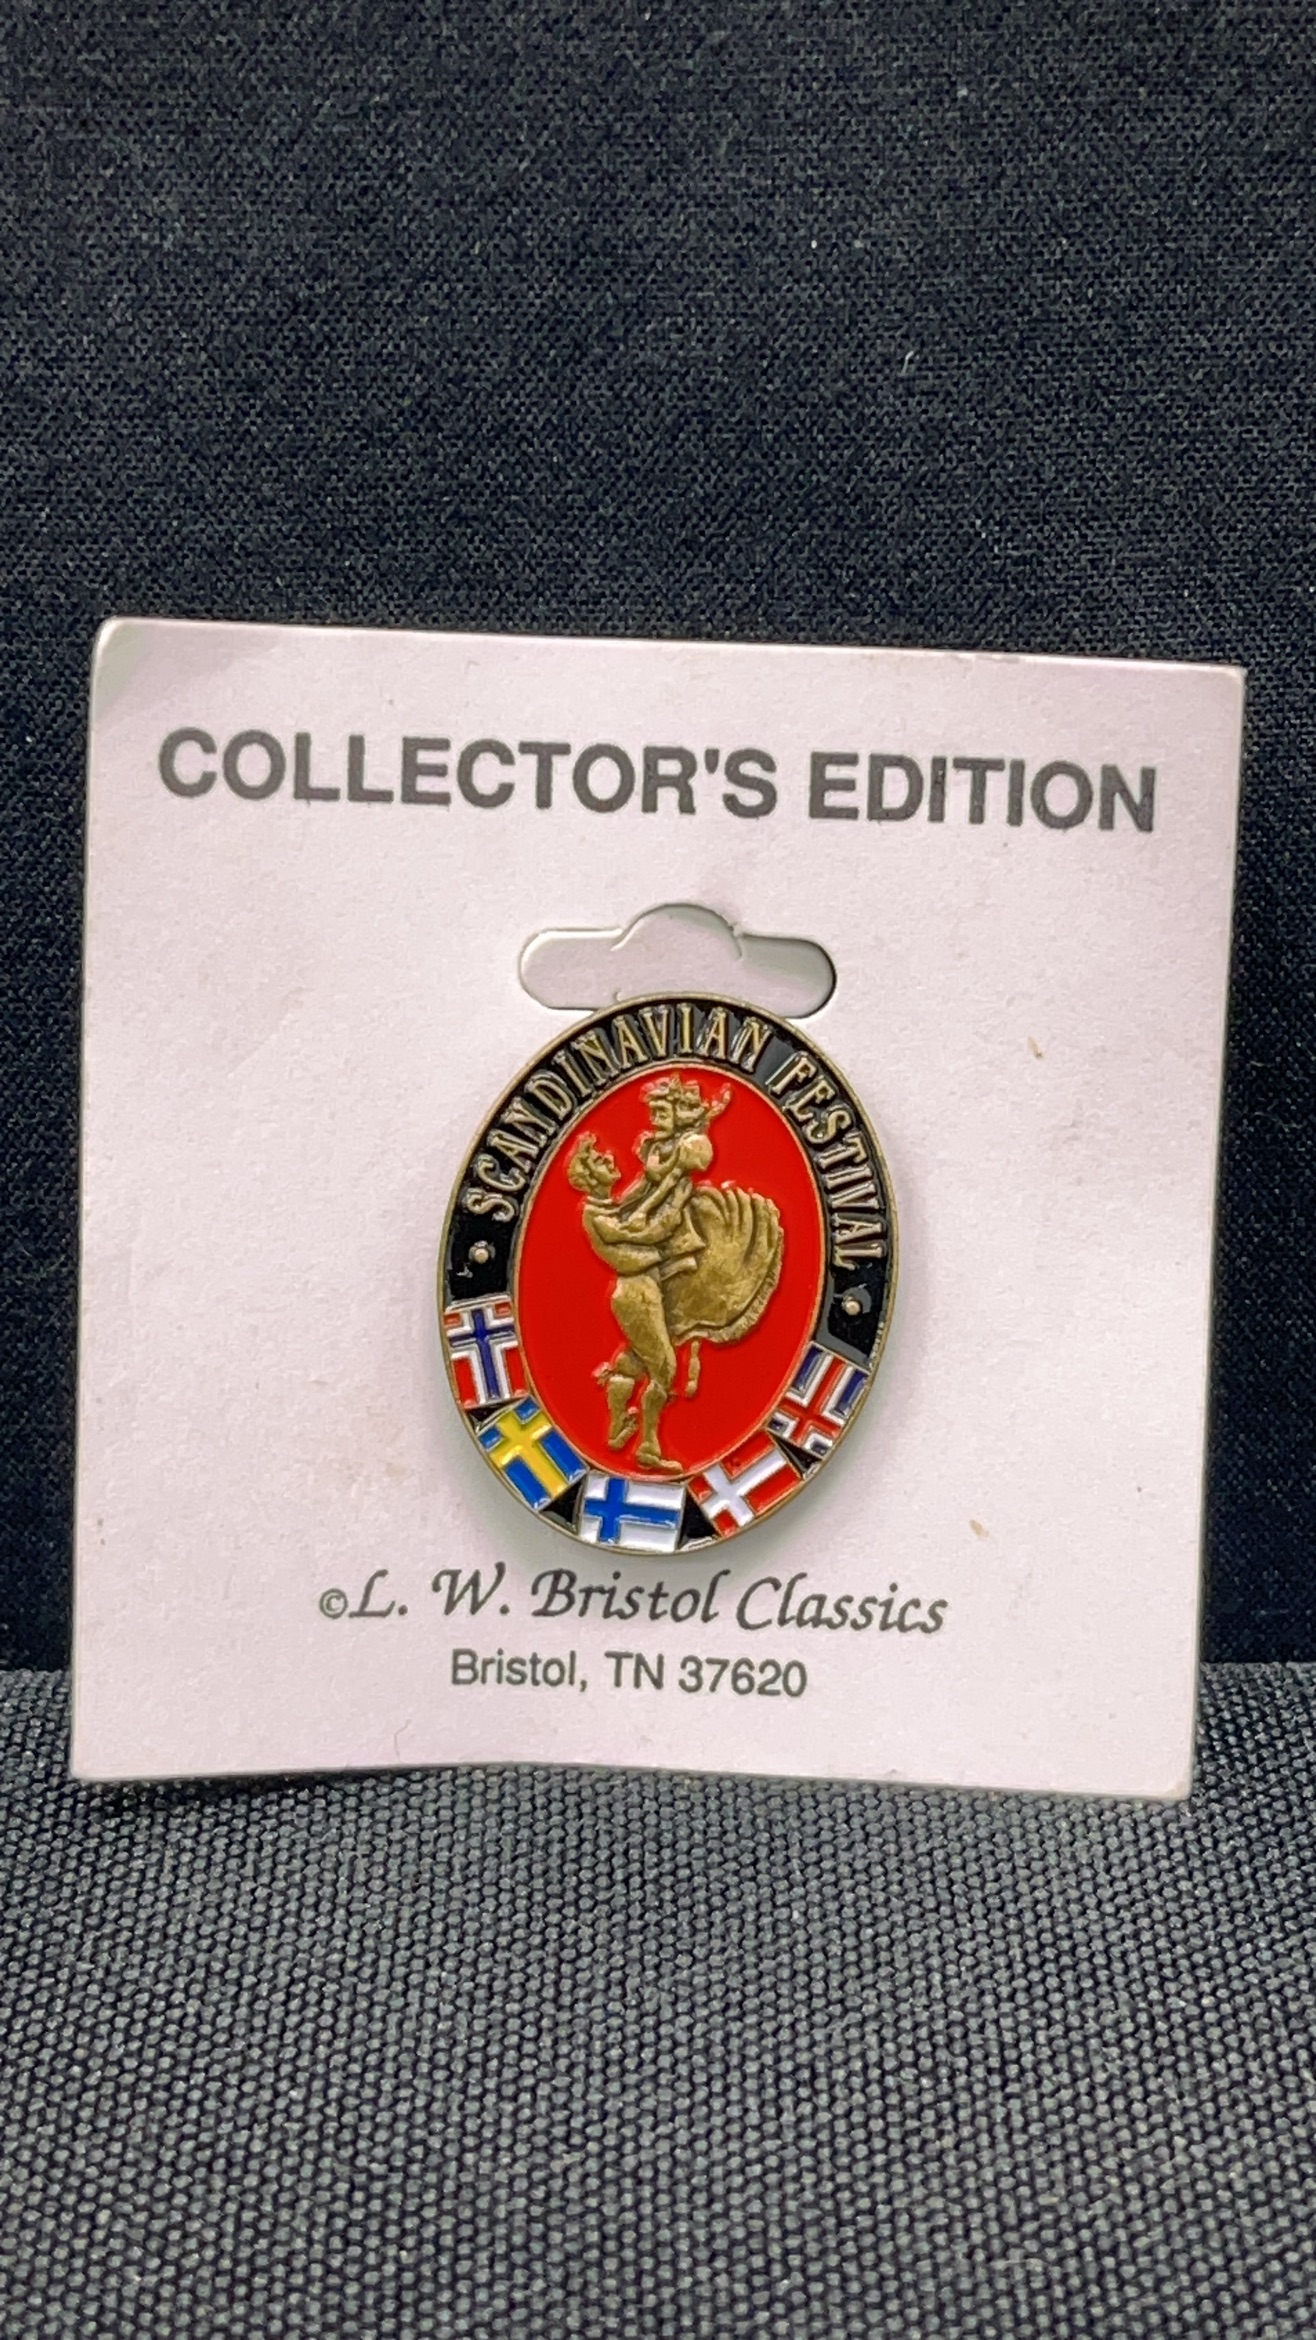 COLLECTOR'S EDITION
SCANDINAVIAN FESTIVAL
©L. W. Bristol Classics
Bristol, TN 37620